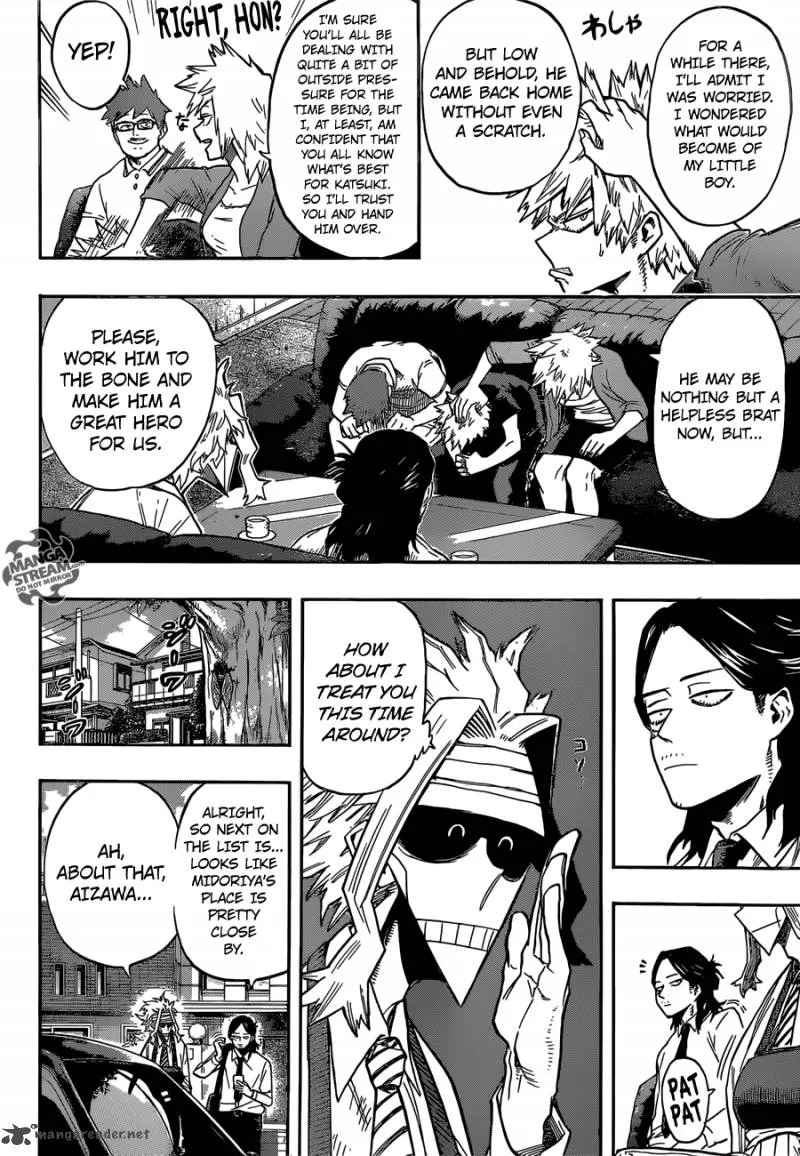 FOR A
WHILE THERE,
I'LL ADMIT I
WAS WORRIED.
I WONDERED
WHAT WOULD
BECOME OF
MY LITTLE
BOY.
わしゃ
BUT LOW
AND BEHOLD, HE
CAME BACK HOME
WITHOUT EVEN
A SCRATCH.
I'M SURE
YOU'LL ALL BE
DEALING WITH
QUITE A BIT OF
OUTSIDE PRES-
SURE FOR THE
TIME BEING, BUT
I, AT LEAST, AM
CONFIDENT THAT
YOU ALL KNOW
WHAT'S BEST
FOR KATSUKI.
SO I'LL TRUST
YOU AND HAND
HIM OVER.
RIGHT, HON?
YEP!
HE MAY BE
NOTHING BUT A
HELPLESS BRAT
NOW, BUT...
PLEASE,
WORK HIM TO
THE BONE AND
MAKE HIM A
GREAT HERO
FOR US.
MANGA
STREAM.com
DO NOT MIRROR
HOW
ABOUT I
TREAT YOU
THIS TIME
AROUND?
コソ...
PAT
PAT
ジー
ジー
ALRIGHT,
SO NEXT ON
THE LIST IS...
LOOKS LIKE
MIDORIYA'S
PLACE IS
PRETTY
CLOSE
BY.
AH,
ABOUT THAT,
AIZAWA...
mangareader.net